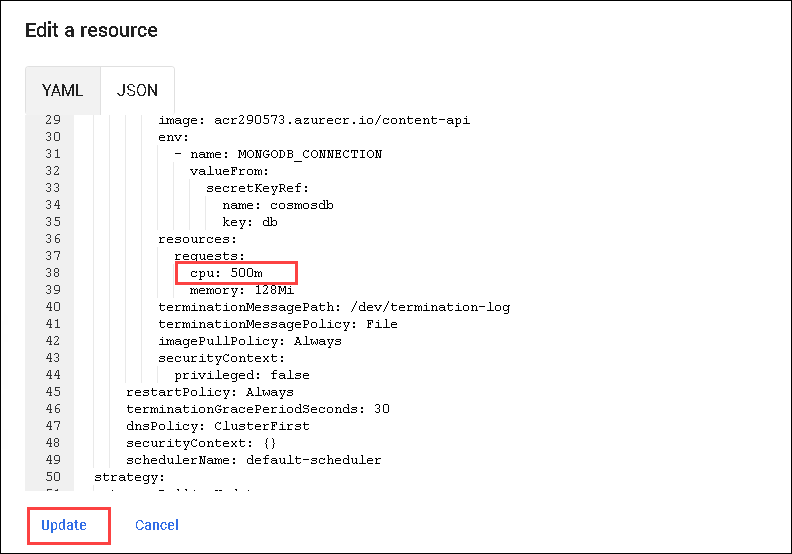 Edit a resource
YAML JSON
29 image: acr290573.azurecr.io/content-api
30 env:
31 - name: MONGODB_CONNECTION
32 valueFrom:
33 secretKeyRef:
34 name: cosmosdb
35 key: db
36 resources:
37 requests:
38 cpu: 500m
39 memory: 128Mi
40 terminationMessagePath: /dev/termination-log
41 terminationMessagePolicy: File
42 imagePullPolicy: Always
43 securityContext:
44 privileged: false
45 restartPolicy: Always
46 terminationGracePeriodSeconds: 30
47 dnsPolicy: ClusterFirst
48 securityContext: {}
49 schedulerName: default-scheduler
50 strategy:
Update Cancel